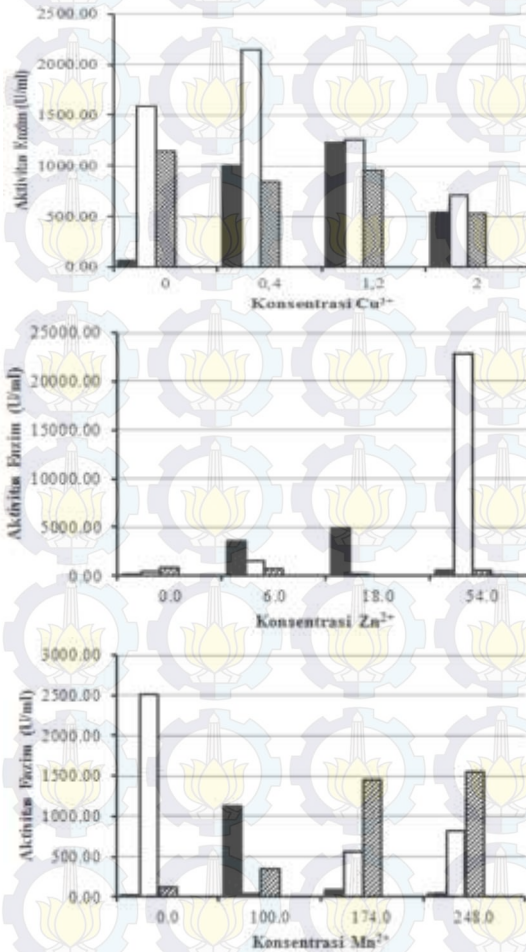 2500.00
2000.00
1500.00
1000.00
500.00
0.00
Aktivitas Enzim (U/ml)
0 0,4 1,2 2
Konsentrasi Cu²⁺
25000.00
20000.00
15000.00
10000.00
5000.00
0.00
Aktivitas Enzim (U/ml)
0.0 6.0 18.0 54.0
Konsentrasi Zn²⁺
3000.00
2500.00
2000.00
1500.00
1000.00
500.00
0.00
Aktivitas Enzim (U/ml)
0.0 100.0 174.0 248.0
Konsentrasi Mn²⁺